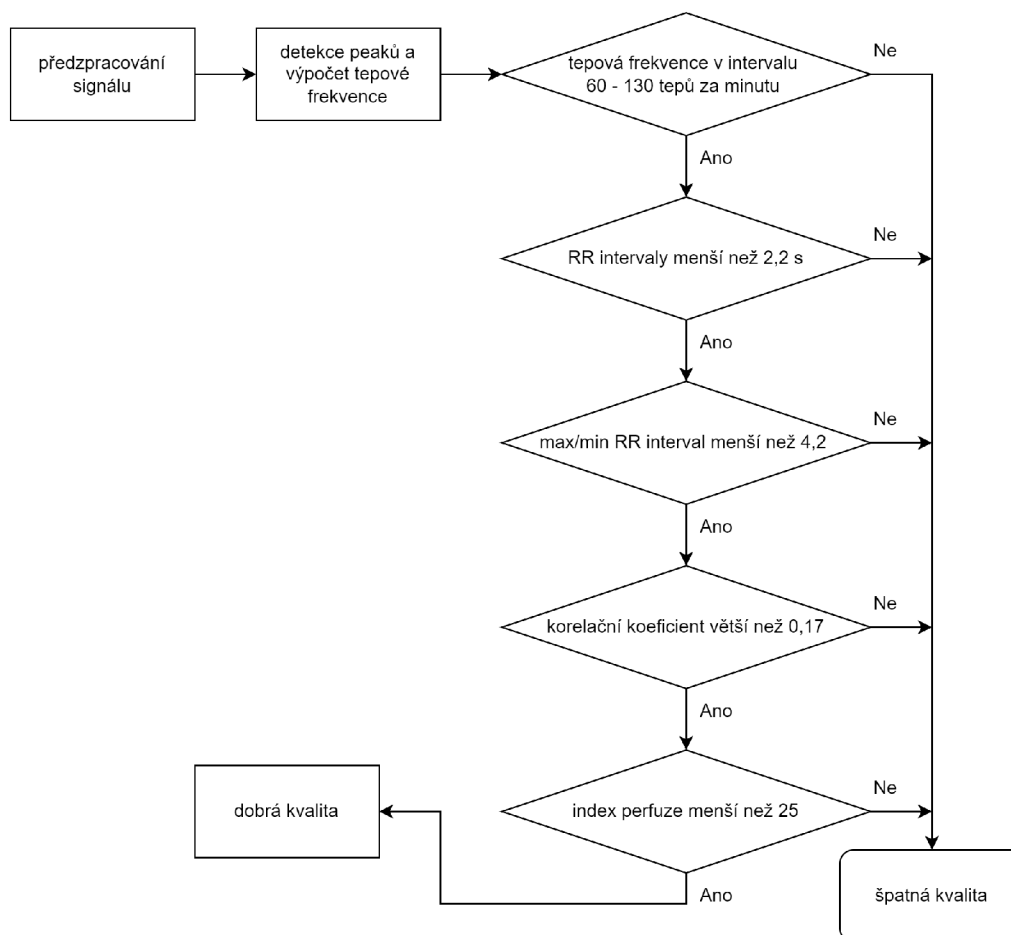 předzpracování
signálu
detekce peaků a
výpočet tepové
frekvence
tepová frekvence v intervalu
60 - 130 tepů za minutu
Ne
Ano
RR intervaly menší než 2,2 s
Ne
Ano
max/min RR interval menší než 4,2
Ne
Ano
korelační koeficient větší než 0,17
Ne
Ano
index perfuze menší než 25
Ne
Ano
dobrá kvalita
špatná kvalita